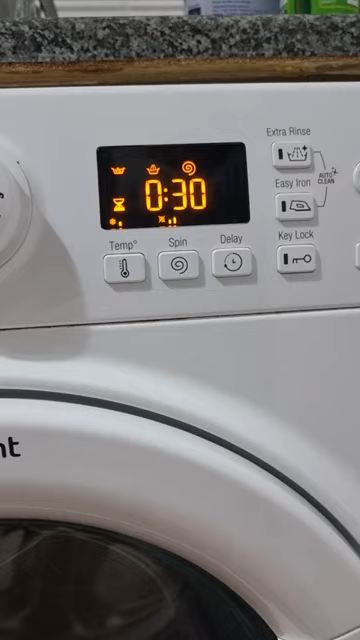 Extra Rinse
0:30
Easy Iron
AUTO
CLEAN
Temp°
Spin
Delay
Key Lock
nt